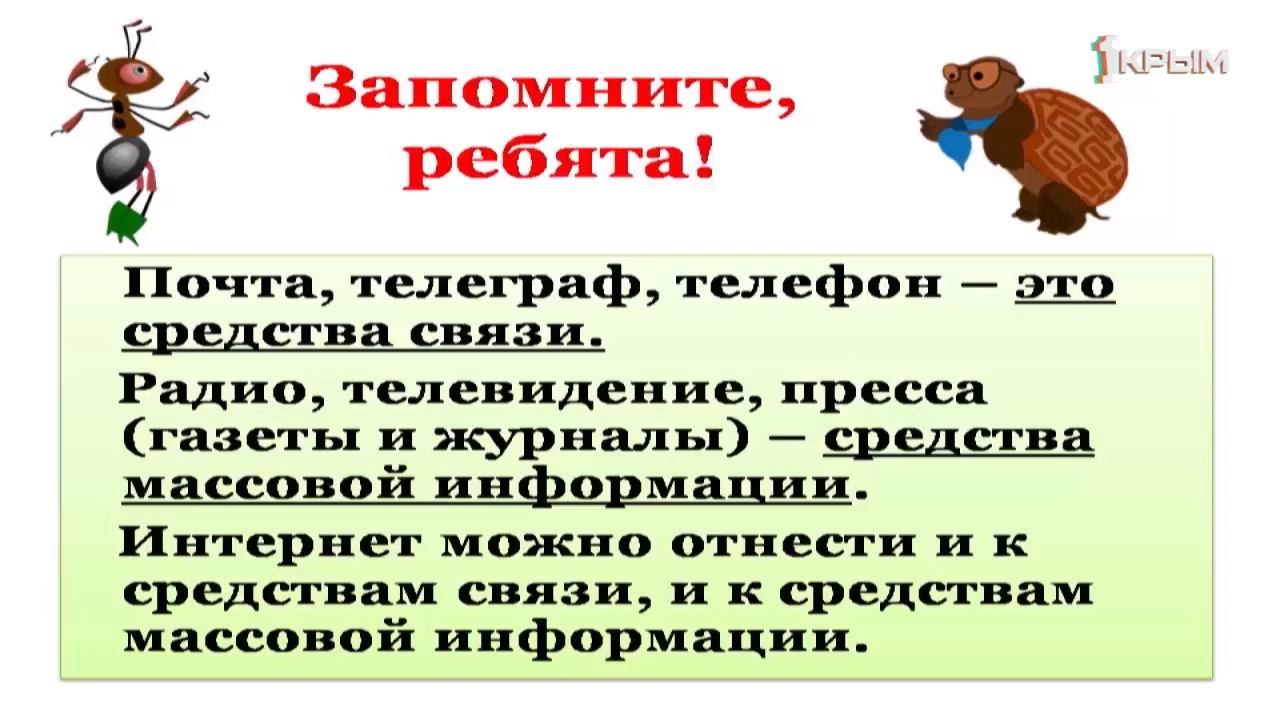 Запомните,
ребята!
1 КРЫМ
Почта, телеграф, телефон – это
средства связи.
Радио, телевидение, пресса
(газеты и журналы) – средства
массовой информации.
Интернет можно отнести и к
средствам связи, и к средствам
массовой информации.